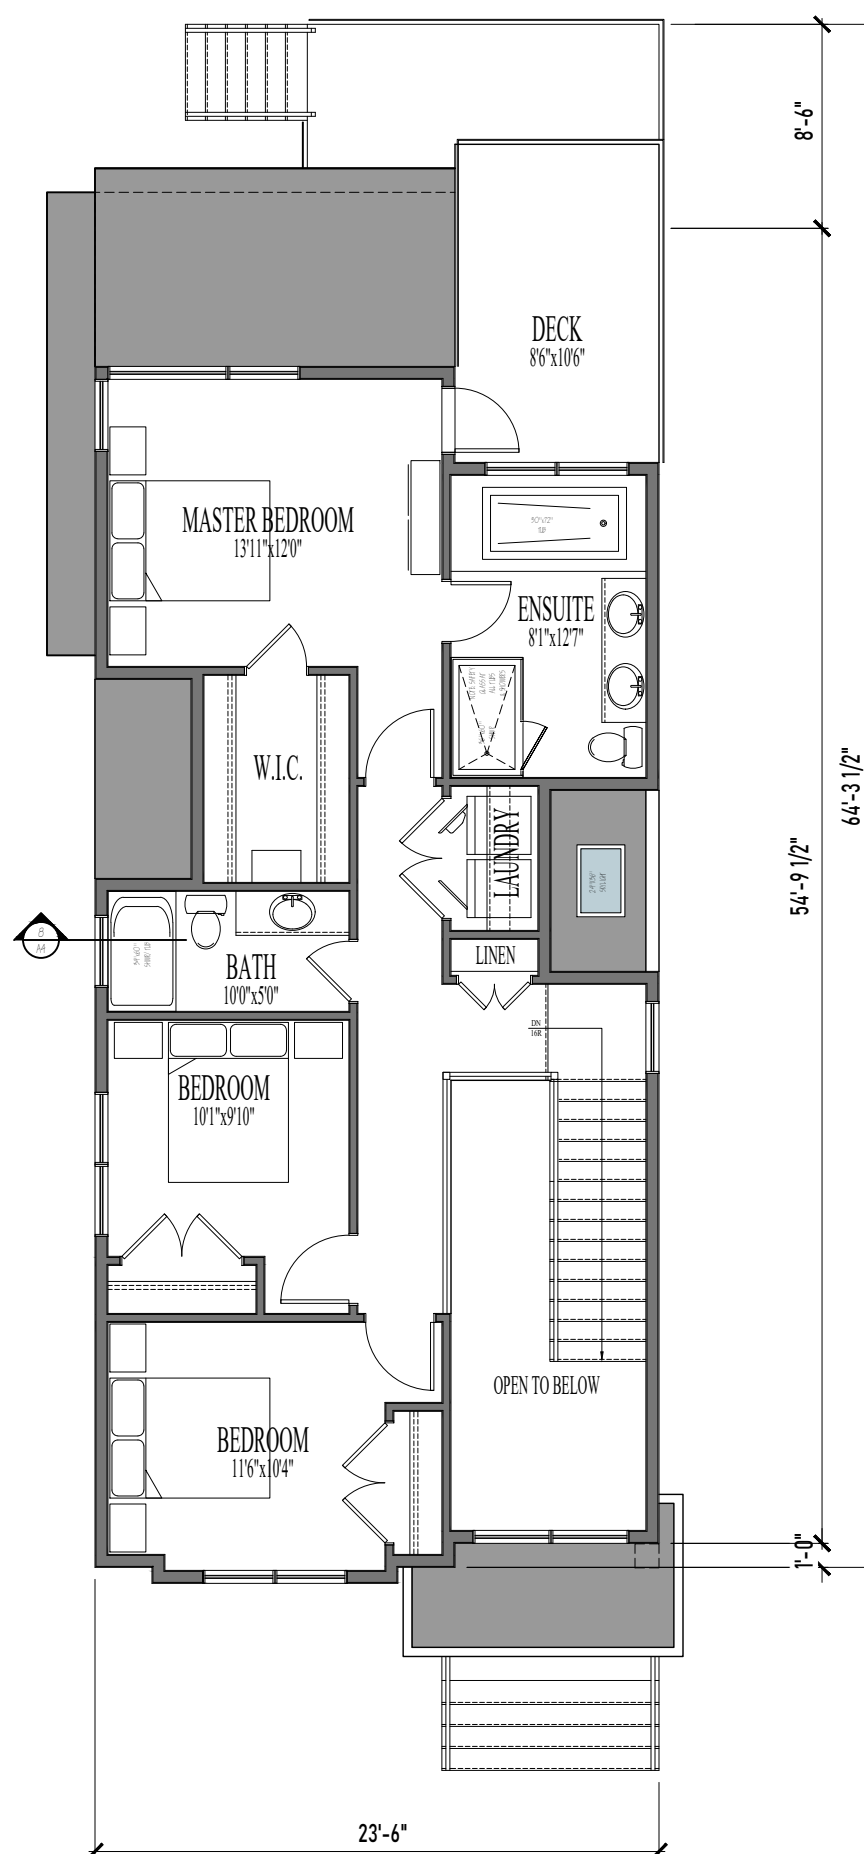 8'-6"
DECK
8'6"x10'6"
MASTER BEDROOM
13'11"x12'0"
ENSUITE
8'1"x12'7"
W.I.C.
LAUNDRY
64'-3 1/2"
54'-9 1/2"
8
A4
BATH
10'0"x5'0"
LINEN
DN
16R
BEDROOM
10'1"x9'10"
OPEN TO BELOW
BEDROOM
11'6"x10'4"
1'-0"
23'-6"